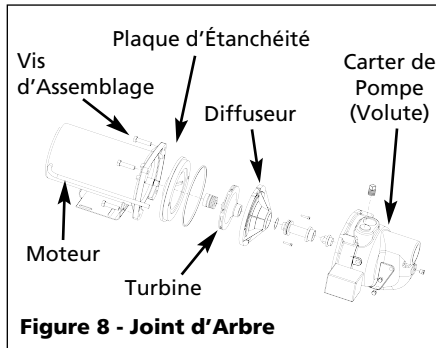 Plaque d’Étanchéité
Vis
d’Assemblage
Carter de
Pompe
(Volute)
Diffuseur
Moteur
Turbine
Figure 8 - Joint d’Arbre